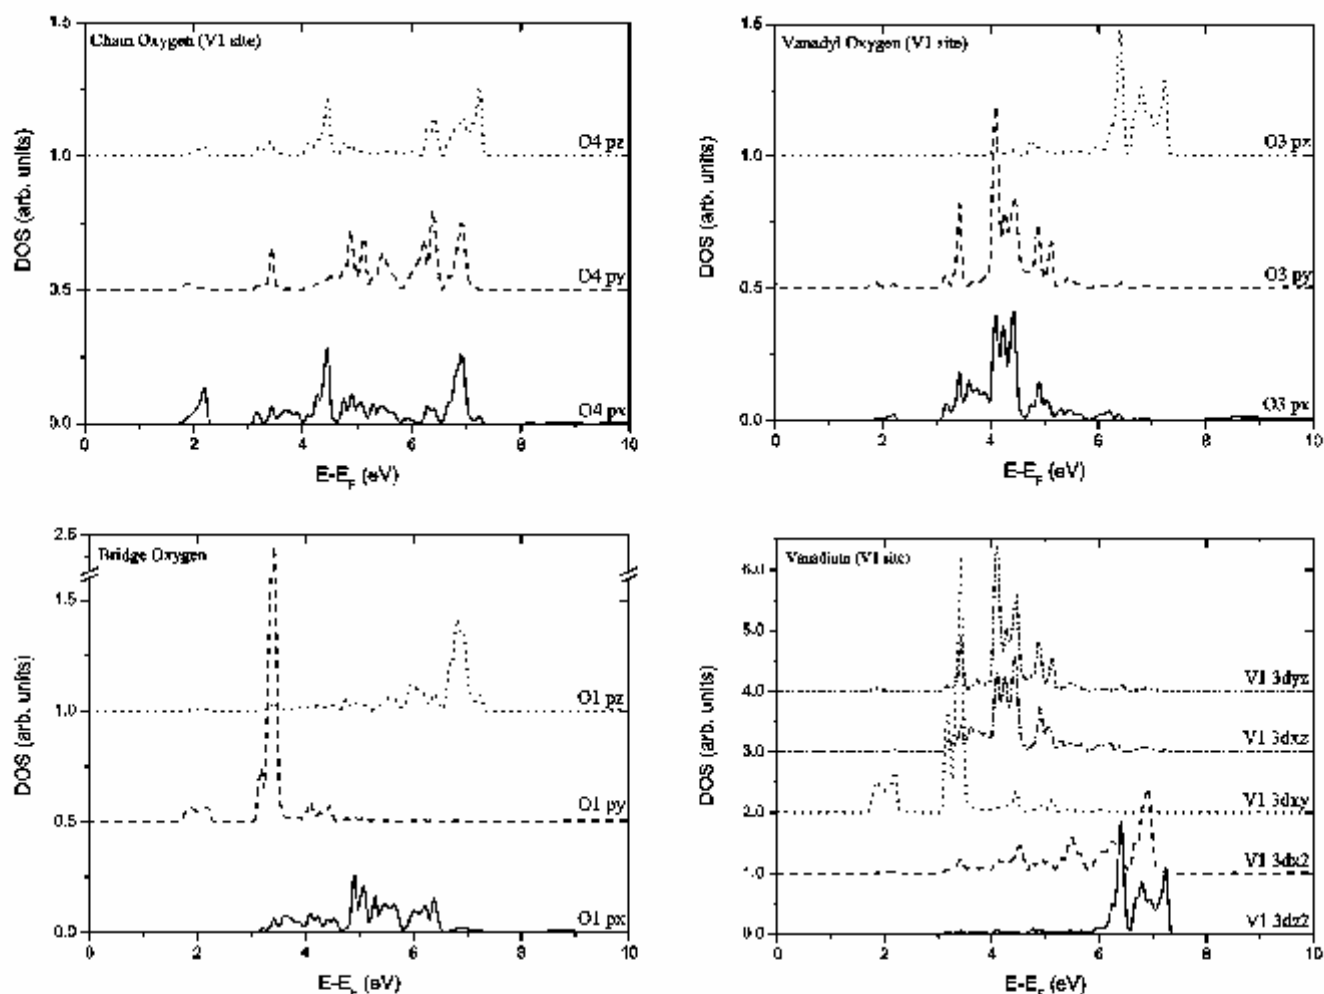 Chain Oxygen (V1 site)
1.5
1.0
0.5
0.0
O4 pz
O4 py
O4 px
DOS (arb. units)
0 2 4 6 8 10
E-EF (eV)
Vanadyl Oxygen (V1 site)
1.5
1.0
0.5
0.0
O3 pz
O3 py
O3 px
DOS (arb. units)
0 2 4 6 8 10
E-EF (eV)
Bridge Oxygen
2.5
1.5
1.0
0.5
0.0
O1 pz
O1 py
O1 px
DOS (arb. units)
0 2 4 6 8 10
E-EF (eV)
Vanadium (V1 site)
6.0
5.0
4.0
3.0
2.0
1.0
0.0
V1 3dyz
V1 3dxz
V1 3dxy
V1 3dx2
V1 3dz2
DOS (arb. units)
0 2 4 6 8 10
E-EF (eV)